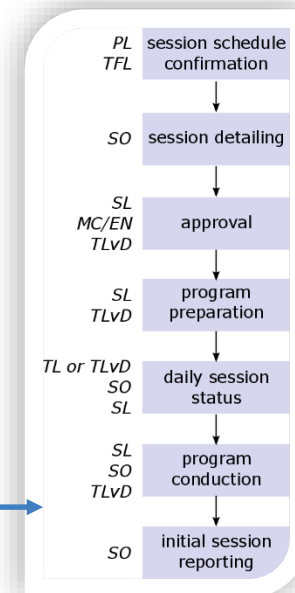 PL session schedule
TFL confirmation
SO session detailing
SL
MC/EN approval
TLvD
SL program
TLvD preparation
TL or TLvD
SO daily session
SL status
SL
SO program
TLvD conduction
SO initial session
reporting